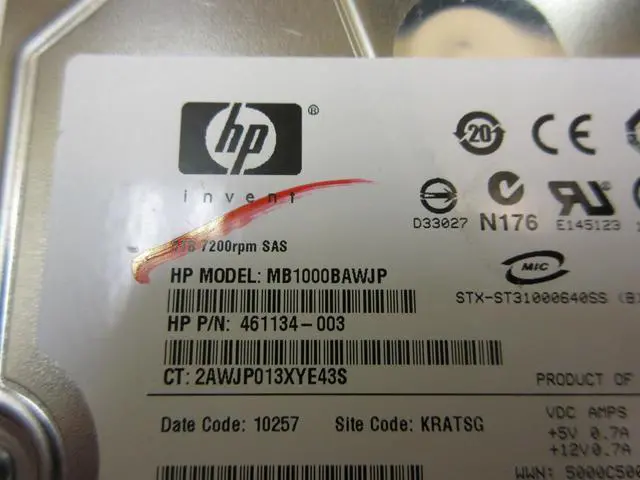 hp ®
invent
7200rpm SAS
HP MODEL: MB1000BAWJP
HP P/N: 461134-003
CT: 2AWJP013XYE43S
Date Code: 10257 Site Code: KRATSG
20 CE
D33027 N176 E145123
MIC
STX-ST31000640SS (B)
PRODUCT OF
VDC AMPS
+5V 0.7A
+12V 0.7A
WWN: 5000C500